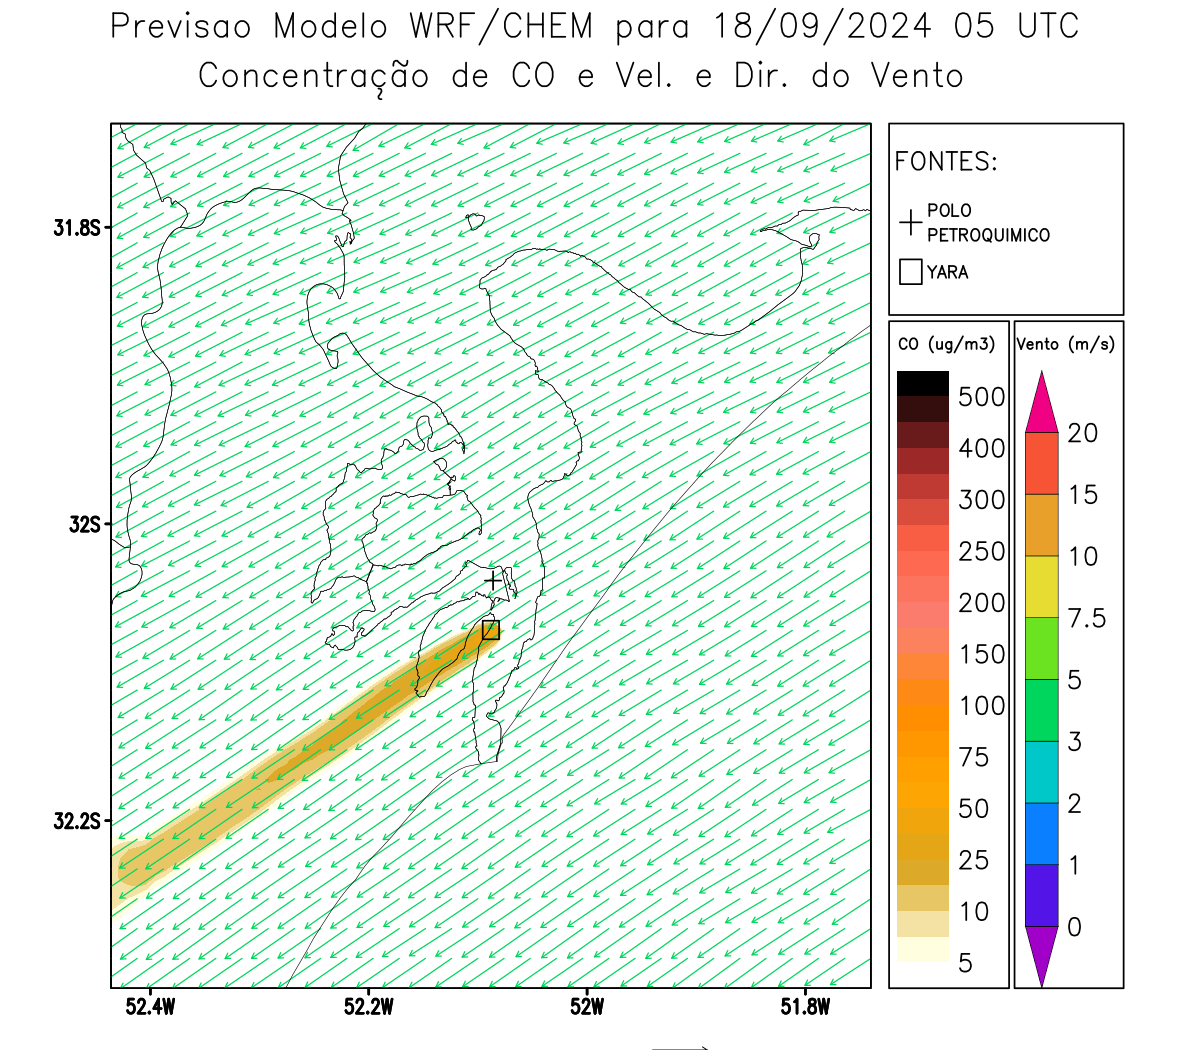 Previsao Modelo WRF/CHEM para 18/09/2024 05 UTC
Concentração de CO e Vel. e Dir. do Vento
FONTES:
POLO
PETROQUIMICO
YARA
CO (ug/m3)
500
400
300
250
200
150
100
75
50
25
10
5
Vento (m/s)
20
15
10
7.5
5
3
2
1
0
31.8S
32S
32.2S
52.4W
52.2W
52W
51.8W